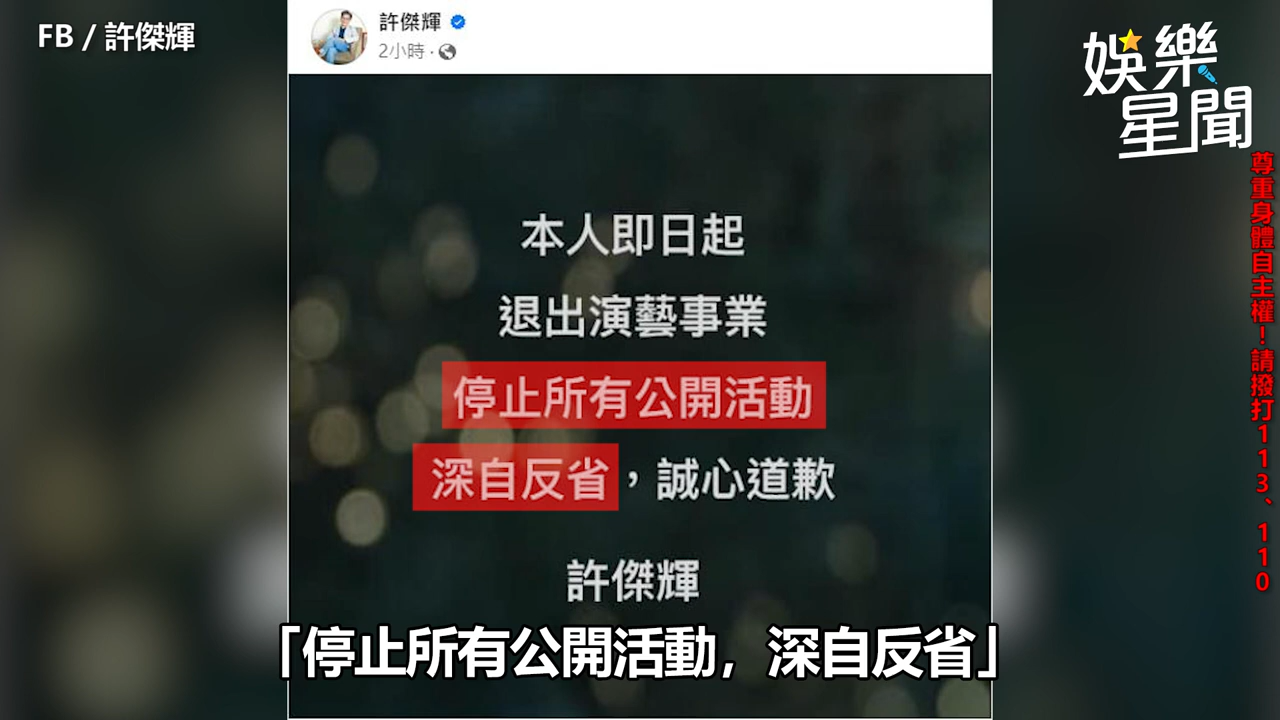 FB / 許傑輝
許傑輝
2小時
娛樂
星聞
尊重身體自主權！請撥打113、110
本人即日起
退出演藝事業
停止所有公開活動
深自反省，誠心道歉
許傑輝
「停止所有公開活動，深自反省」